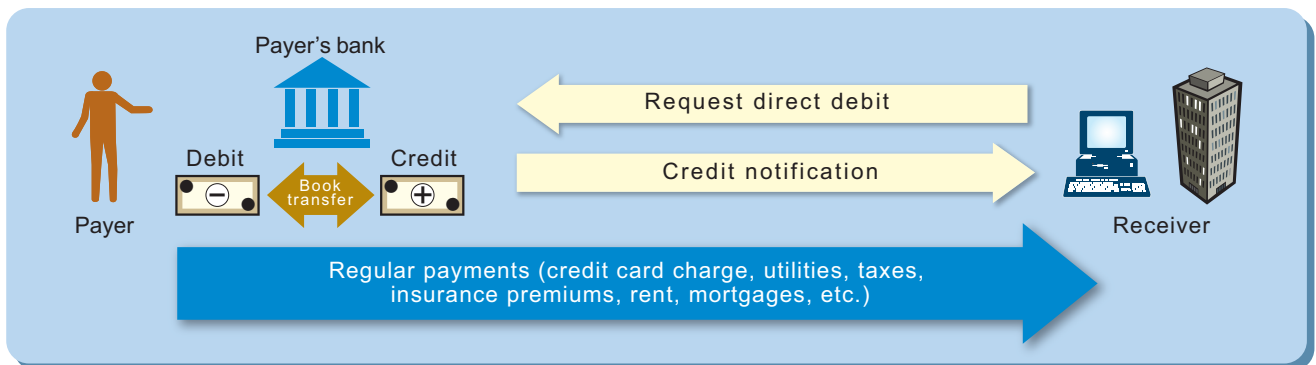 Payer's bank
Request direct debit
Debit
Credit
Credit notification
−
Book
transfer
+
Payer
Receiver
Regular payments (credit card charge, utilities, taxes,
insurance premiums, rent, mortgages, etc.)